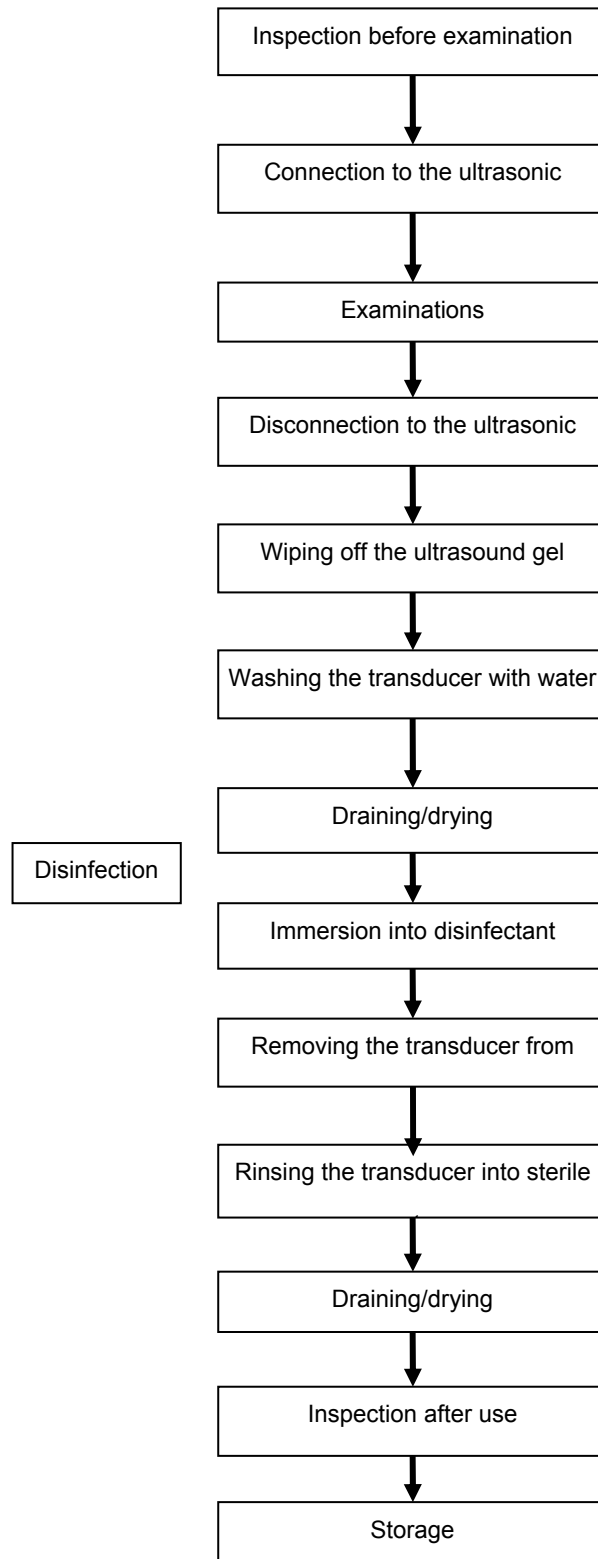 Inspection before examination
Connection to the ultrasonic
Examinations
Disconnection to the ultrasonic
Wiping off the ultrasound gel
Washing the transducer with water
Draining/drying
Disinfection
Immersion into disinfectant
Removing the transducer from
Rinsing the transducer into sterile
Draining/drying
Inspection after use
Storage